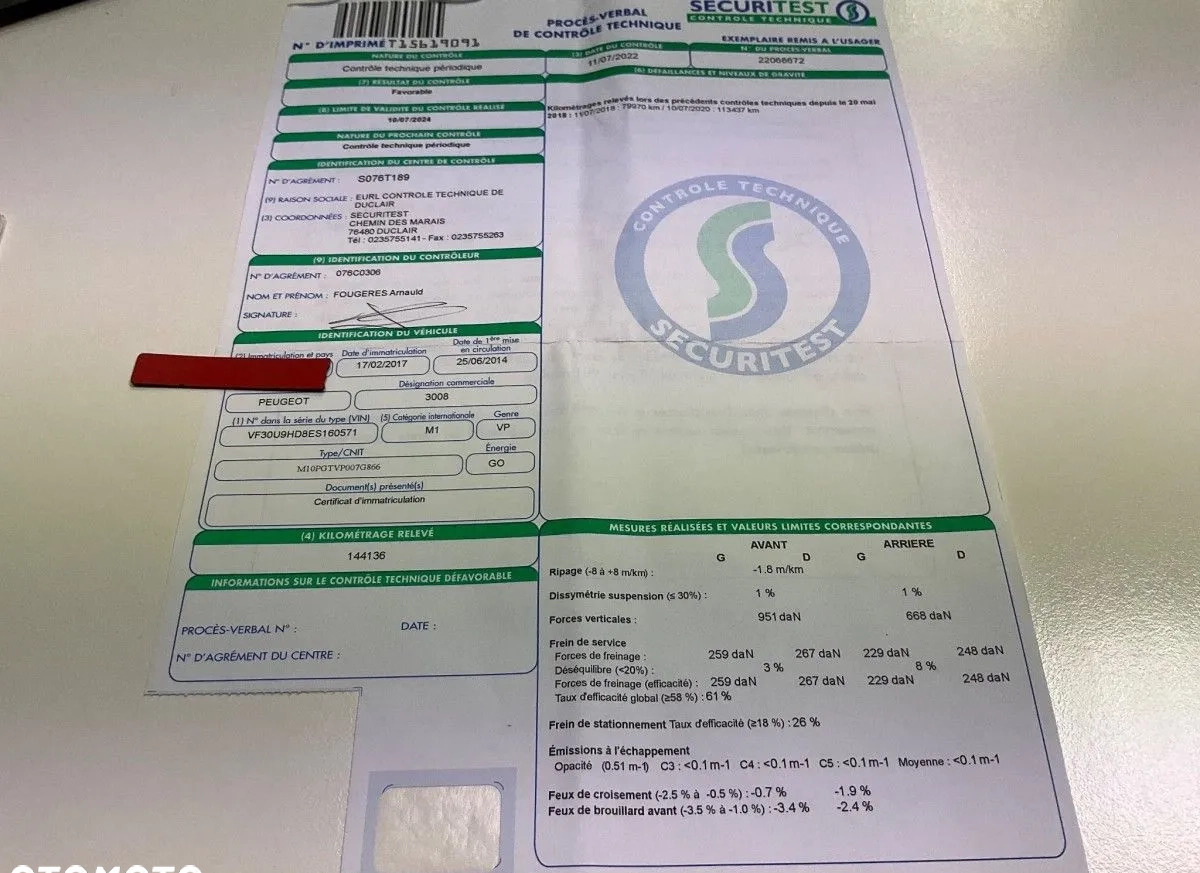 PROCÈS-VERBAL
DE CONTRÔLE TECHNIQUE
SECURITEST
CONTROLE TECHNIQUE
N° D'IMPRIMÉ T15619091
EXEMPLAIRE REMIS A L'USAGER
NATURE DU CONTRÔLE
Contrôle technique périodique
(3) DATE DU CONTRÔLE
11/07/2022
N° DU PROCÈS-VERBAL
22066672
(7) RÉSULTAT DU CONTRÔLE
Favorable
(6) DÉFAILLANCES ET NIVEAUX DE GRAVITÉ
(8) LIMITE DE VALIDITÉ DU CONTRÔLE RÉALISÉ
10/07/2024
Kilométrages relevés lors des précédents contrôles techniques depuis le 20 mai
2018 : 11/07/2018 : 79970 km / 10/07/2020 : 113437 km
NATURE DU PROCHAIN CONTRÔLE
Contrôle technique périodique
IDENTIFICATION DU CENTRE DE CONTRÔLE
N° D'AGRÉMENT : S076T189
(9) RAISON SOCIALE : EURL CONTROLE TECHNIQUE DE
DUCLAIR
(3) COORDONNÉES : SECURITEST
CHEMIN DES MARAIS
76480 DUCLAIR
Tél : 0235755141 - Fax : 0235755263
(9) IDENTIFICATION DU CONTRÔLEUR
N° D'AGRÉMENT : 076C0306
NOM ET PRÉNOM : FOUGERES Arnauld
SIGNATURE :
CONTROLE TECHNIQUE
SECURITEST
IDENTIFICATION DU VÉHICULE
(2) Immatriculation et pays
Date d'immatriculation
17/02/2017
Date de 1ère mise
en circulation
25/06/2014
PEUGEOT
Désignation commerciale
3008
(1) N° dans la série du type (VIN)
VF30U9HD8ES160571
(5) Catégorie internationale
M1
Genre
VP
Type/CNIT
M10PGTVP007G866
Énergie
GO
Document(s) présenté(s)
Certificat d'immatriculation
(4) KILOMÉTRAGE RELEVÉ
144136
INFORMATIONS SUR LE CONTRÔLE TECHNIQUE DÉFAVORABLE
PROCÈS-VERBAL N° : DATE :
N° D'AGRÉMENT DU CENTRE :
MESURES RÉALISÉES ET VALEURS LIMITES CORRESPONDANTES
AVANT ARRIERE
G D G D
Ripage (-8 à +8 m/km) : -1.8 m/km
Dissymétrie suspension (≤ 30%) : 1 % 1 %
Forces verticales : 951 daN 668 daN
Frein de service
Forces de freinage : 259 daN 267 daN 229 daN 248 daN
Déséquilibre (<20%) : 3 % 8 %
Forces de freinage (efficacité) : 259 daN 267 daN 229 daN 248 daN
Taux d'efficacité global (≥58 %) : 61 %
Frein de stationnement Taux d'efficacité (≥18 %) : 26 %
Émissions à l'échappement
Opacité (0.51 m-1) C3 : <0.1 m-1 C4 : <0.1 m-1 C5 : <0.1 m-1 Moyenne : <0.1 m-1
Feux de croisement (-2.5 % à -0.5 %) : -0.7 % -1.9 %
Feux de brouillard avant (-3.5 % à -1.0 %) : -3.4 % -2.4 %
OTOMOTO